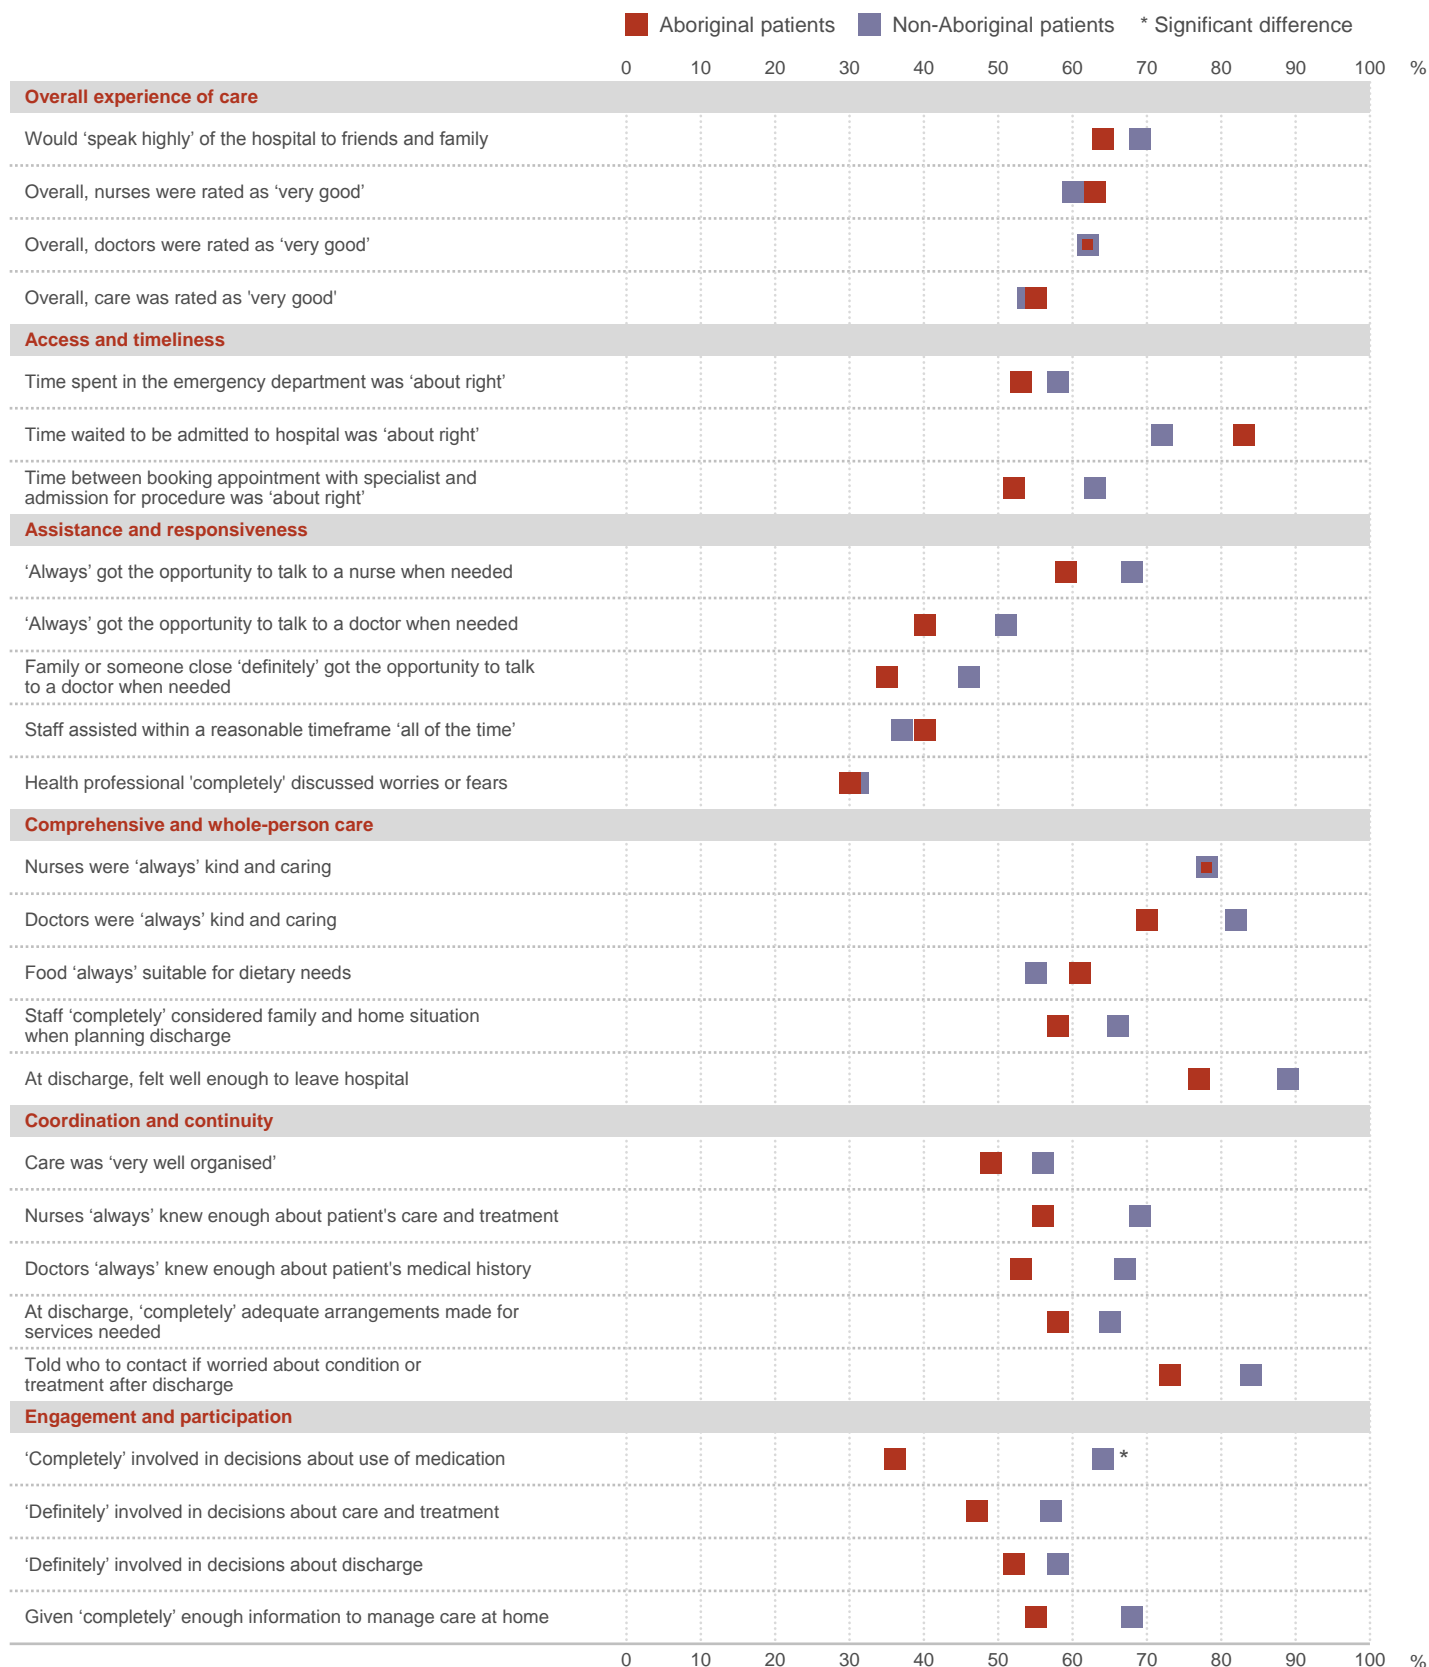 Aboriginal patients Non-Aboriginal patients * Significant difference
0 10 20 30 40 50 60 70 80 90 100 %
Overall experience of care
Would ‘speak highly’ of the hospital to friends and family
Overall, nurses were rated as ‘very good’
Overall, doctors were rated as ‘very good’
Overall, care was rated as 'very good'
Access and timeliness
Time spent in the emergency department was ‘about right’
Time waited to be admitted to hospital was ‘about right’
Time between booking appointment with specialist and
admission for procedure was ‘about right’
Assistance and responsiveness
‘Always’ got the opportunity to talk to a nurse when needed
‘Always’ got the opportunity to talk to a doctor when needed
Family or someone close ‘definitely’ got the opportunity to talk
to a doctor when needed
Staff assisted within a reasonable timeframe ‘all of the time’
Health professional 'completely' discussed worries or fears
Comprehensive and whole-person care
Nurses were ‘always’ kind and caring
Doctors were ‘always’ kind and caring
Food ‘always’ suitable for dietary needs
Staff ‘completely’ considered family and home situation
when planning discharge
At discharge, felt well enough to leave hospital
Coordination and continuity
Care was ‘very well organised’
Nurses ‘always’ knew enough about patient's care and treatment
Doctors ‘always’ knew enough about patient's medical history
At discharge, ‘completely’ adequate arrangements made for
services needed
Told who to contact if worried about condition or
treatment after discharge
Engagement and participation
‘Completely’ involved in decisions about use of medication *
‘Definitely’ involved in decisions about care and treatment
‘Definitely’ involved in decisions about discharge
Given ‘completely’ enough information to manage care at home
0 10 20 30 40 50 60 70 80 90 100 %